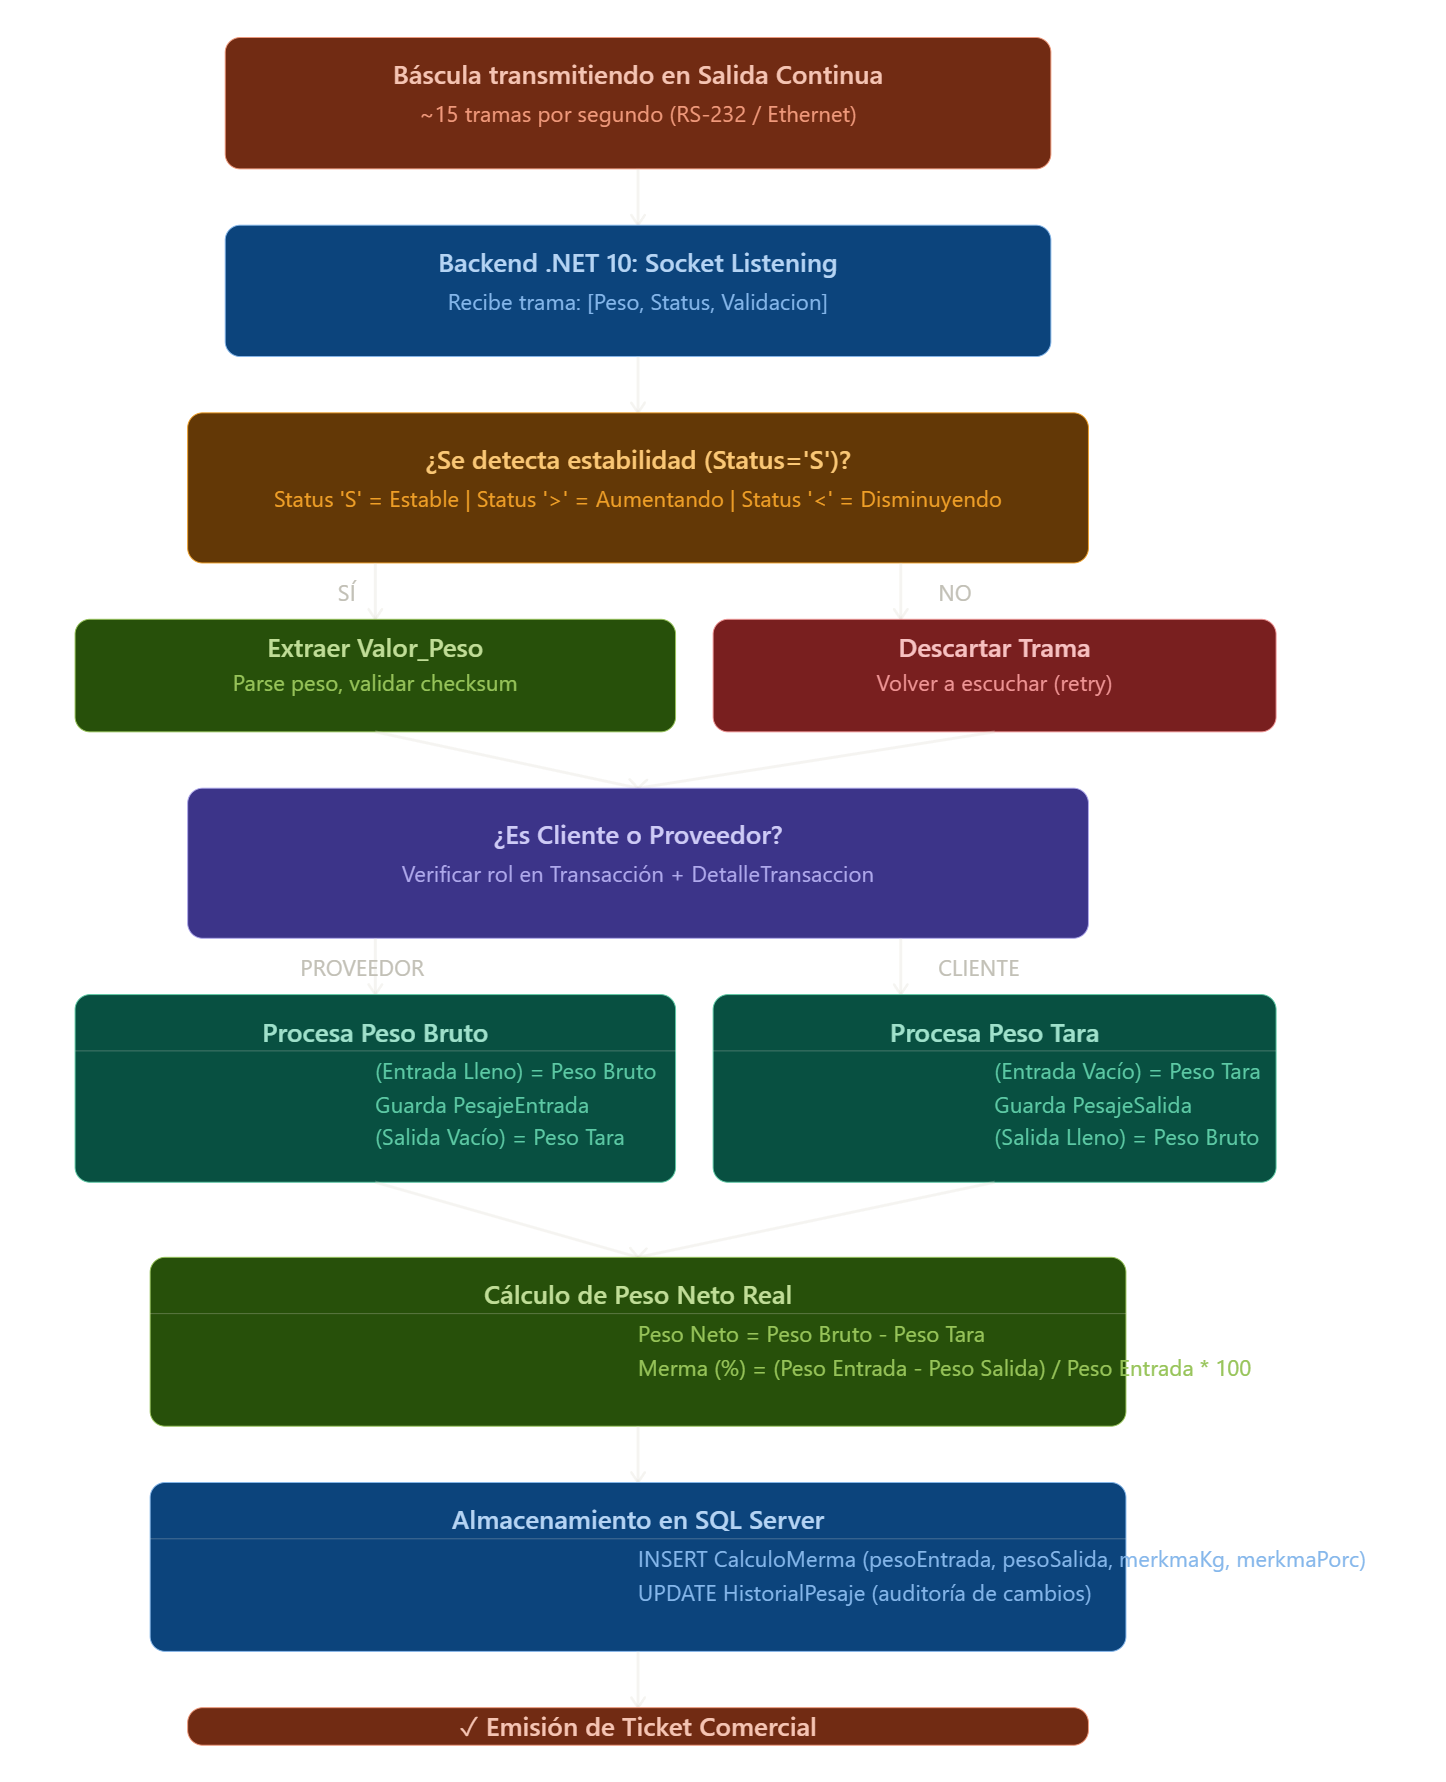 Báscula transmitiendo en Salida Continua
~15 tramas por segundo (RS-232 / Ethernet)
Backend .NET 10: Socket Listening
Recibe trama: [Peso, Status, Validacion]
¿Se detecta estabilidad (Status='S')?
Status 'S' = Estable | Status '>' = Aumentando | Status '<' = Disminuyendo
SÍ
NO
Extraer Valor_Peso
Parse peso, validar checksum
Descartar Trama
Volver a escuchar (retry)
¿Es Cliente o Proveedor?
Verificar rol en Transacción + DetalleTransaccion
PROVEEDOR
CLIENTE
Procesa Peso Bruto
(Entrada Lleno) = Peso Bruto
Guarda PesajeEntrada
(Salida Vacío) = Peso Tara
Procesa Peso Tara
(Entrada Vacío) = Peso Tara
Guarda PesajeSalida
(Salida Lleno) = Peso Bruto
Cálculo de Peso Neto Real
Peso Neto = Peso Bruto - Peso Tara
Merma (%) = (Peso Entrada - Peso Salida) / Peso Entrada * 100
Almacenamiento en SQL Server
INSERT CalculoMerma (pesoEntrada, pesoSalida, merkmaKg, merkmaPorc)
UPDATE HistorialPesaje (auditoría de cambios)
✓ Emisión de Ticket Comercial